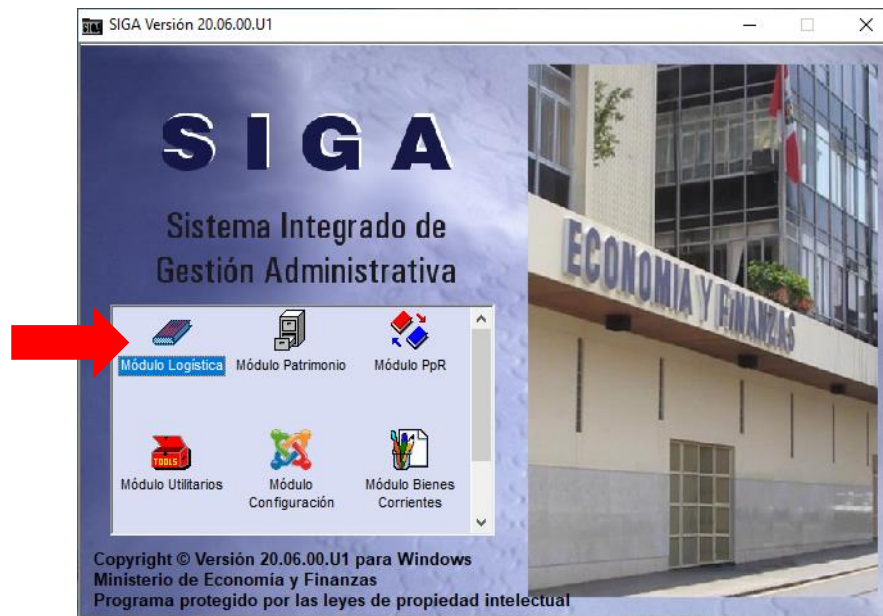 SIGA Versión 20.06.00.U1
SIGA
Sistema Integrado de
Gestión Administrativa
ECONOMIA Y FINANZAS
Módulo Logística
Módulo Patrimonio
Módulo PpR
TOOLS
Módulo Utilitarios
Módulo
Configuración
Módulo Bienes
Corrientes
Copyright © Versión 20.06.00.U1 para Windows
Ministerio de Economía y Finanzas
Programa protegido por las leyes de propiedad intelectual